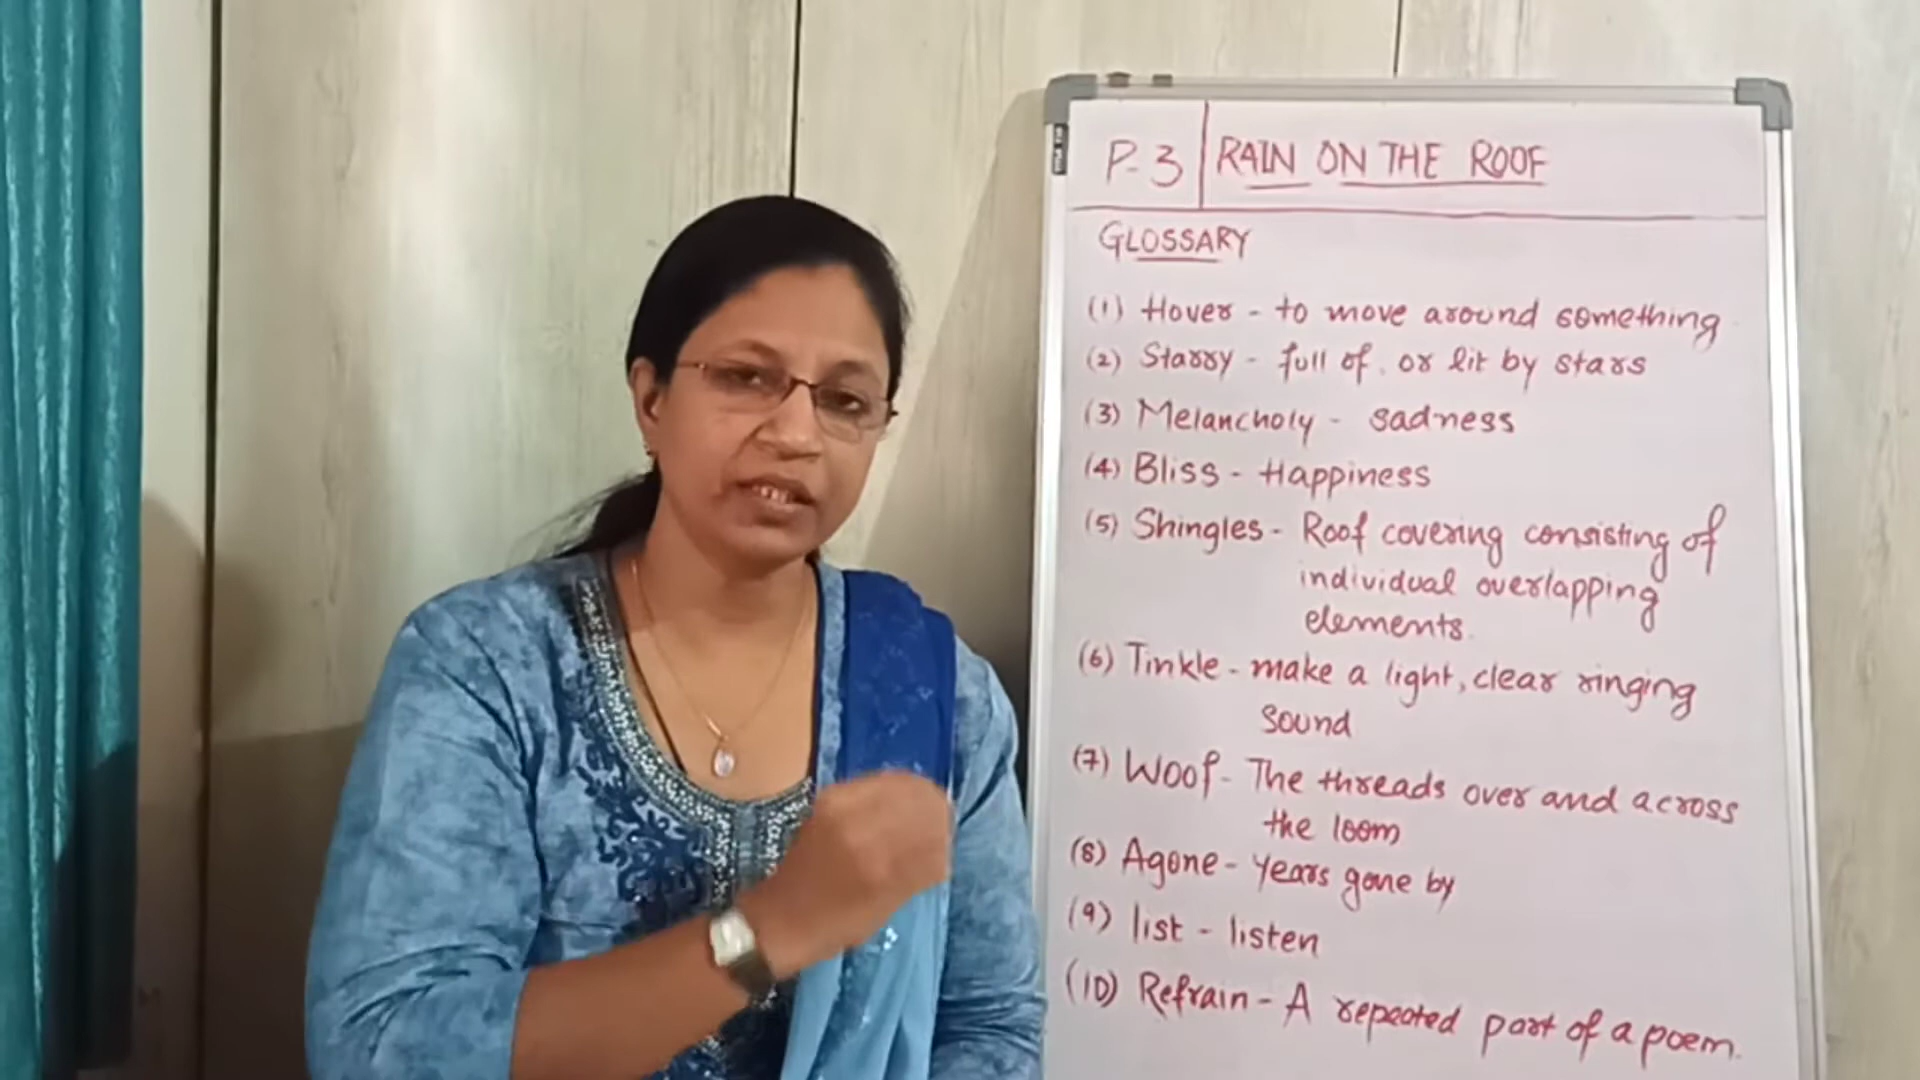 P-3 RAIN ON THE ROOF
GLOSSARY
(1) Hover - to move around something
(2) Starry - full of, or lit by stars
(3) Melancholy - sadness
(4) Bliss - Happiness
(5) Shingles - Roof covering consisting of
individual overlapping
elements.
(6) Tinkle - make a light, clear ringing
sound
(7) Woof - The threads over and across
the loom
(8) Agone - years gone by
(9) list - listen
(10) Refrain - A repeated part of a poem.